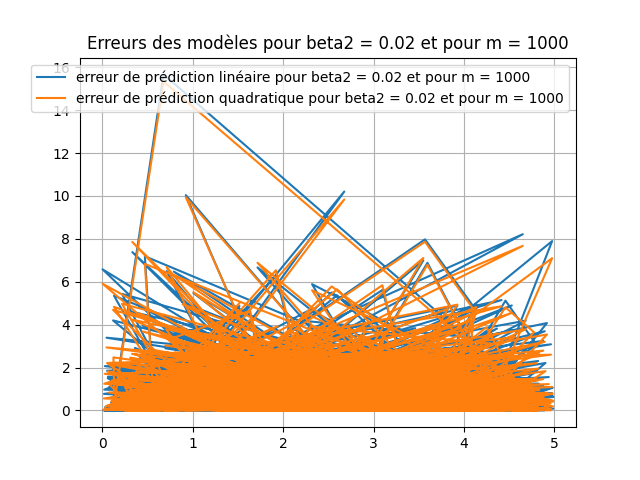 Erreurs des modèles pour beta2 = 0.02 et pour m = 1000
erreur de prédiction linéaire pour beta2 = 0.02 et pour m = 1000
erreur de prédiction quadratique pour beta2 = 0.02 et pour m = 1000
16
14
12
10
8
6
4
2
0
0 1 2 3 4 5